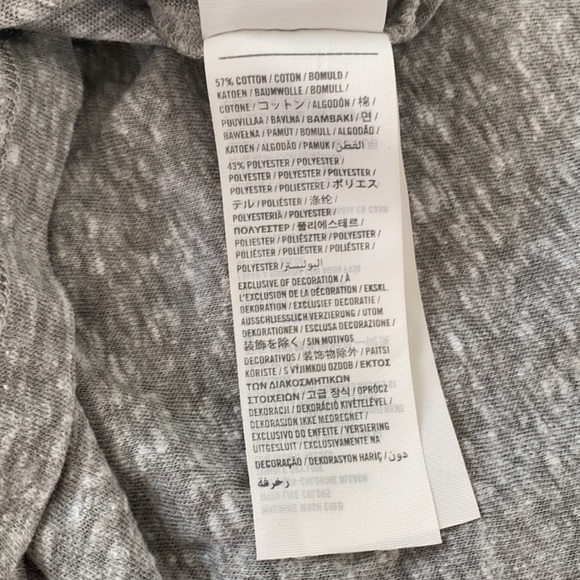 57% COTTON / COTON / BOMULD /
KATOEN / BAUMWOLLE / BOMULL /
COTONE / コットン / ALGODÓN / 棉 /
PUUVILLAA / BAVLNA / ΒΑΜΒΑΚΙ / 면 /
BAWEŁNA / PAMUT / BOMULL / ALGODÃO /
KATOEN / ALGODÃO / PAMUK / القطن
43% POLYESTER / POLYESTER /
POLYESTER / POLYESTER / POLYESTER /
POLYESTER / POLIESTERE / ポリエス
テル / POLIÉSTER / 涤纶 /
POLYESTERIÄ / POLYESTER /
ΠΟΛΥΕΣΤΕΡ / 폴리에스테르 /
POLIESTER / POLIÉSZTER / POLYESTER /
POLIÉSTER / POLYESTER / POLIÉSTER /
POLYESTER / البوليستر
EXCLUSIVE OF DECORATION / À
L'EXCLUSION DE LA DÉCORATION / EKSKL.
DEKORATION / EXCLUSIEF DECORATIE /
AUSSCHLIESSLICH VERZIERUNG / UTOM
DEKORATIONEN / ESCLUSA DECORAZIONE /
装飾を除く / SIN MOTIVOS
DECORATIVOS / 装饰物除外 / PAITSI
KORISTE / S VÝJIMKOU OZDOB / ΕΚΤΟΣ
ΤΩΝ ΔΙΑΚΟΣΜΗΤΙΚΩΝ
ΣΤΟΙΧΕΙΩΝ / 고급 장식 / OPRÓCZ
DEKORACJI / DEKORÁCIÓ KIVÉTELÉVEL /
DEKORASJON IKKE MEDREGNET /
EXCLUSIVO DO ENFEITE / VERSIERING
UITGESLUIT / EXCLUSIVAMENTE NA
DECORAÇÃO / DEKORASYON HARIÇ / دون
زخرفة